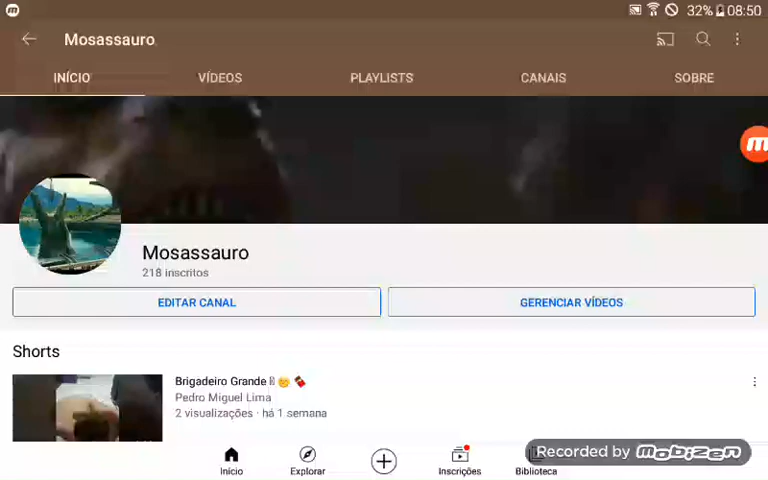 32% 08:50
Mosassauro
INÍCIO VÍDEOS PLAYLISTS CANAIS SOBRE
Mosassauro
218 inscritos
EDITAR CANAL GERENCIAR VÍDEOS
Shorts
Brigadeiro Grande
Pedro Miguel Lima
2 visualizações · há 1 semana
Início Explorar Inscrições Biblioteca
Recorded by mobizen